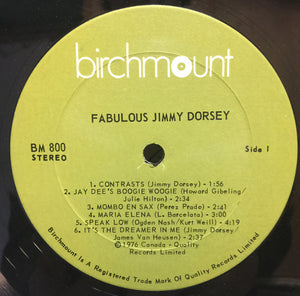 birchmount
FABULOUS JIMMY DORSEY
BM 800
STEREO
Side 1
1. CONTRASTS (Jimmy Dorsey) - 1:56
2. JAY DEE'S BOOGIE WOOGIE (Howard Gibeling/
Julie Hilton) - 2:34
3. MOMBO EN SAX (Perez Prado) - 2:41
4. MARIA ELENA (L. Barcelata) - 3:00
5. SPEAK LOW (Ogden Nash/Kurt Weill) - 4:19
6. IT'S THE DREAMER IN ME (Jimmy Dorsey/
James Van Heusen) - 2:37
©1976 Canada - Quality
Records Limited
Birchmount Is A Registered Trade Mark Of Quality Records Limited